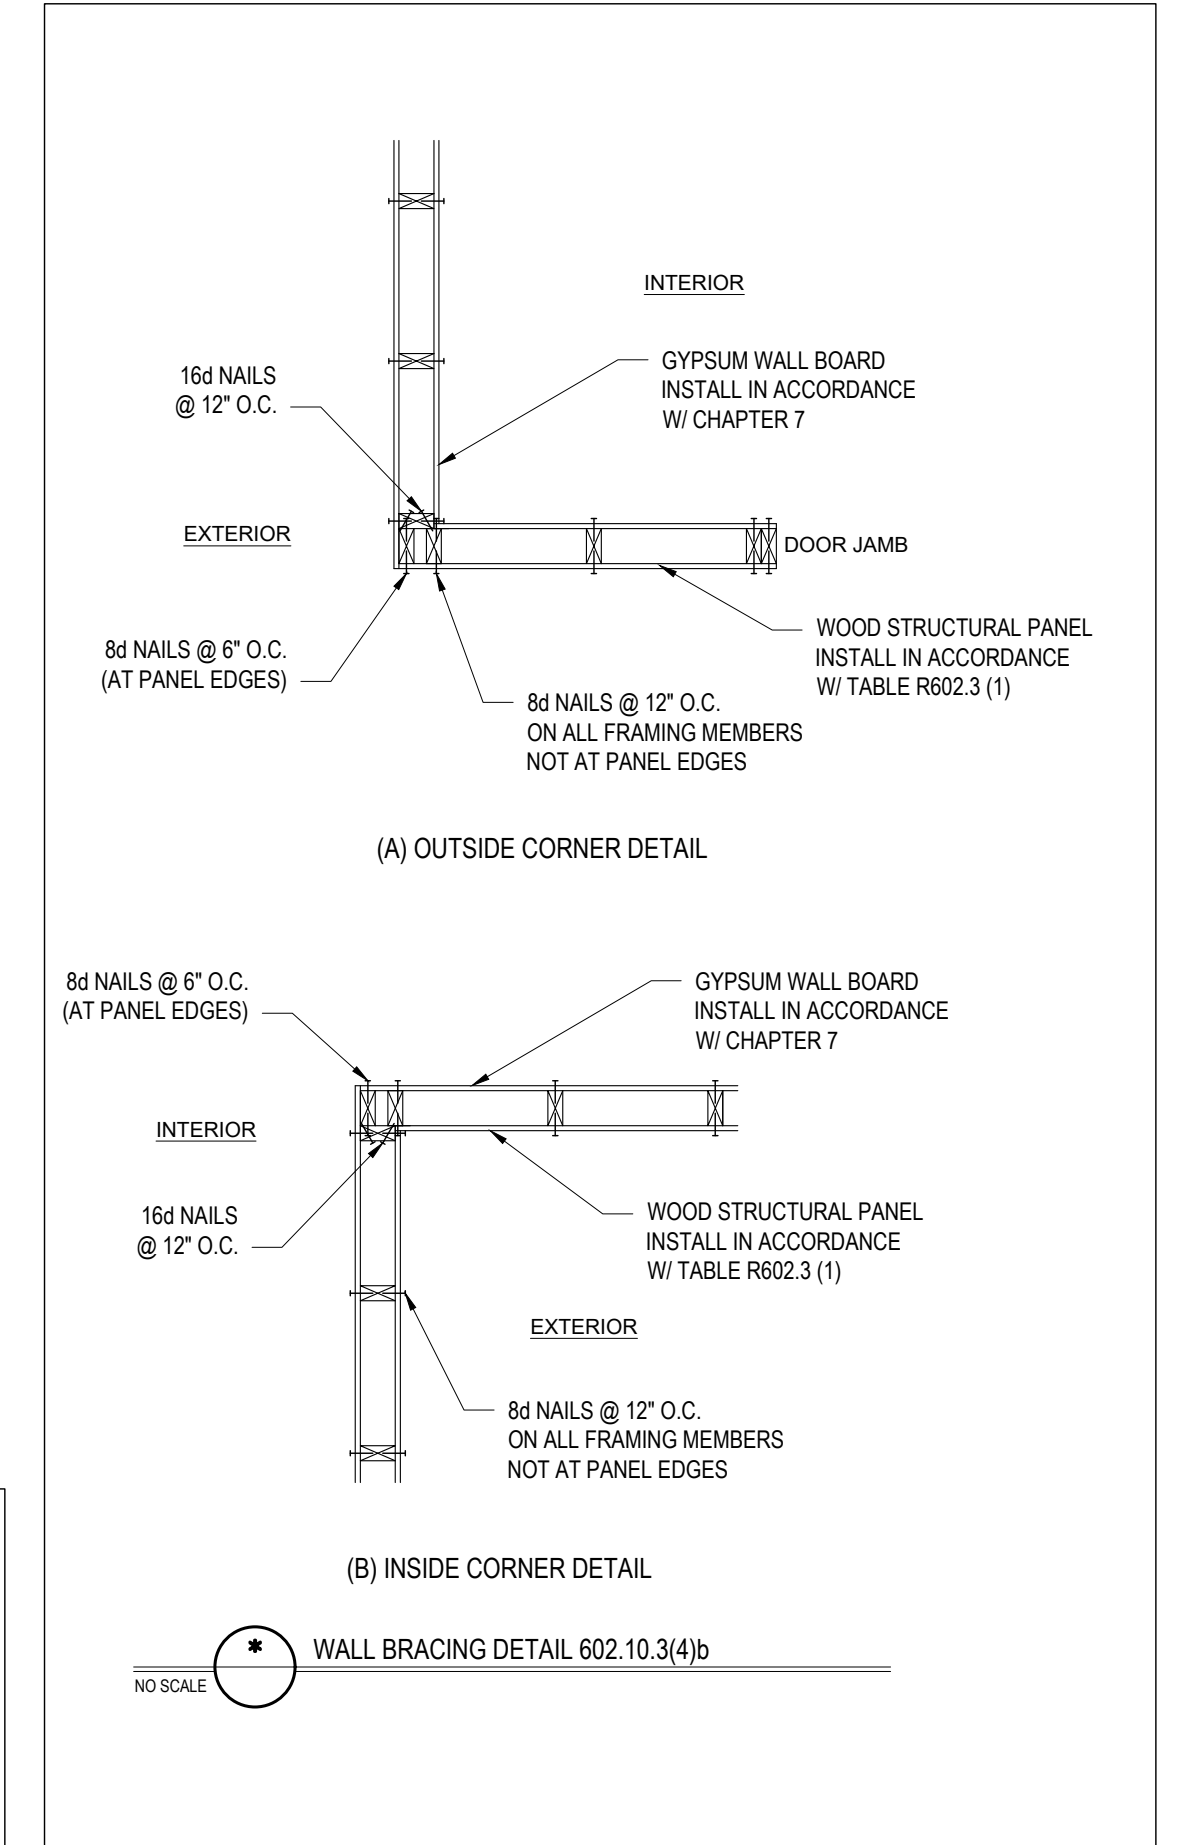 INTERIOR
GYPSUM WALL BOARD
INSTALL IN ACCORDANCE
W/ CHAPTER 7
16d NAILS
@ 12" O.C.
EXTERIOR
DOOR JAMB
WOOD STRUCTURAL PANEL
INSTALL IN ACCORDANCE
W/ TABLE R602.3 (1)
8d NAILS @ 6" O.C.
(AT PANEL EDGES)
8d NAILS @ 12" O.C.
ON ALL FRAMING MEMBERS
NOT AT PANEL EDGES
(A) OUTSIDE CORNER DETAIL
8d NAILS @ 6" O.C.
(AT PANEL EDGES)
GYPSUM WALL BOARD
INSTALL IN ACCORDANCE
W/ CHAPTER 7
INTERIOR
16d NAILS
@ 12" O.C.
WOOD STRUCTURAL PANEL
INSTALL IN ACCORDANCE
W/ TABLE R602.3 (1)
EXTERIOR
8d NAILS @ 12" O.C.
ON ALL FRAMING MEMBERS
NOT AT PANEL EDGES
(B) INSIDE CORNER DETAIL
* WALL BRACING DETAIL 602.10.3(4)b
NO SCALE